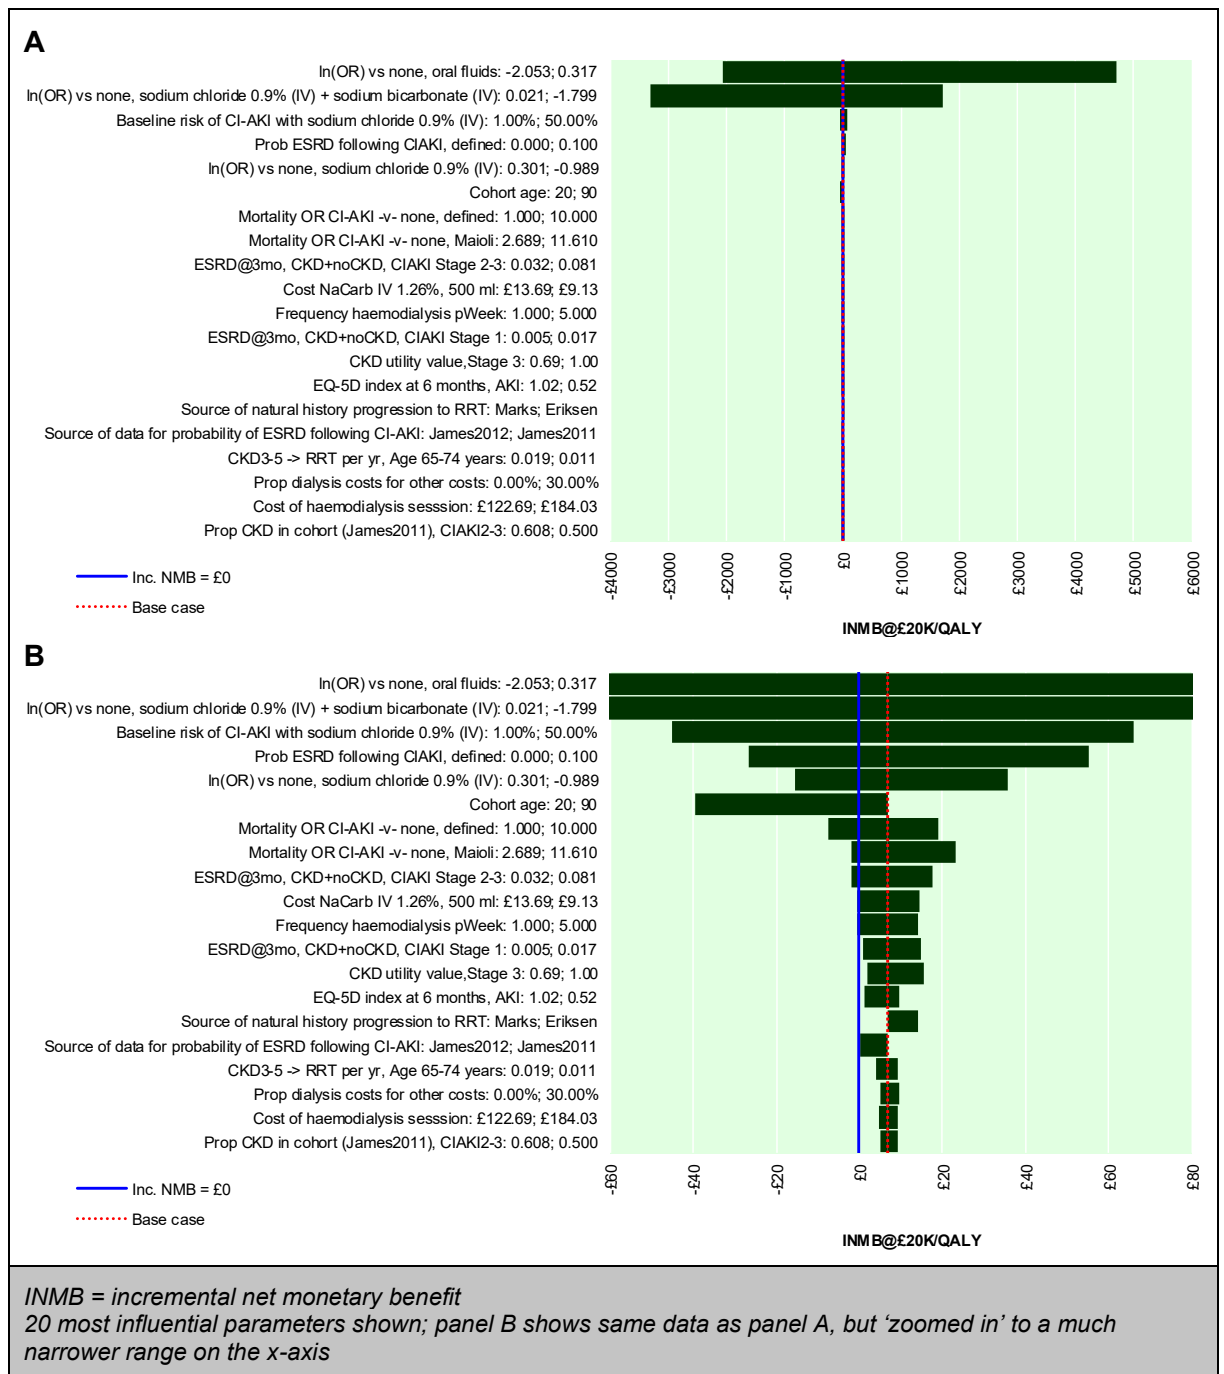 A
ln(OR) vs none, oral fluids: -2.053; 0.317
ln(OR) vs none, sodium chloride 0.9% (IV) + sodium bicarbonate (IV): 0.021; -1.799
Baseline risk of CI-AKI with sodium chloride 0.9% (IV): 1.00%; 50.00%
Prob ESRD following CIAKI, defined: 0.000; 0.100
ln(OR) vs none, sodium chloride 0.9% (IV): 0.301; -0.989
Cohort age: 20; 90
Mortality OR CI-AKI -v- none, defined: 1.000; 10.000
Mortality OR CI-AKI -v- none, Maioli: 2.689; 11.610
ESRD@3mo, CKD+noCKD, CIAKI Stage 2-3: 0.032; 0.081
Cost NaCarb IV 1.26%, 500 ml: £13.69; £9.13
Frequency haemodialysis pWeek: 1.000; 5.000
ESRD@3mo, CKD+noCKD, CIAKI Stage 1: 0.005; 0.017
CKD utility value,Stage 3: 0.69; 1.00
EQ-5D index at 6 months, AKI: 1.02; 0.52
Source of natural history progression to RRT: Marks; Eriksen
Source of data for probability of ESRD following CI-AKI: James2012; James2011
CKD3-5 -> RRT per yr, Age 65-74 years: 0.019; 0.011
Prop dialysis costs for other costs: 0.00%; 30.00%
Cost of haemodialysis sesssion: £122.69; £184.03
Prop CKD in cohort (James2011), CIAKI2-3: 0.608; 0.500
-£4000 -£3000 -£2000 -£1000 £0 £1000 £2000 £3000 £4000 £5000 £6000
Inc. NMB = £0
Base case
INMB@£20K/QALY
B
ln(OR) vs none, oral fluids: -2.053; 0.317
ln(OR) vs none, sodium chloride 0.9% (IV) + sodium bicarbonate (IV): 0.021; -1.799
Baseline risk of CI-AKI with sodium chloride 0.9% (IV): 1.00%; 50.00%
Prob ESRD following CIAKI, defined: 0.000; 0.100
ln(OR) vs none, sodium chloride 0.9% (IV): 0.301; -0.989
Cohort age: 20; 90
Mortality OR CI-AKI -v- none, defined: 1.000; 10.000
Mortality OR CI-AKI -v- none, Maioli: 2.689; 11.610
ESRD@3mo, CKD+noCKD, CIAKI Stage 2-3: 0.032; 0.081
Cost NaCarb IV 1.26%, 500 ml: £13.69; £9.13
Frequency haemodialysis pWeek: 1.000; 5.000
ESRD@3mo, CKD+noCKD, CIAKI Stage 1: 0.005; 0.017
CKD utility value,Stage 3: 0.69; 1.00
EQ-5D index at 6 months, AKI: 1.02; 0.52
Source of natural history progression to RRT: Marks; Eriksen
Source of data for probability of ESRD following CI-AKI: James2012; James2011
CKD3-5 -> RRT per yr, Age 65-74 years: 0.019; 0.011
Prop dialysis costs for other costs: 0.00%; 30.00%
Cost of haemodialysis sesssion: £122.69; £184.03
Prop CKD in cohort (James2011), CIAKI2-3: 0.608; 0.500
-£60 -£40 -£20 £0 £20 £40 £60 £80
Inc. NMB = £0
Base case
INMB@£20K/QALY
INMB = incremental net monetary benefit
20 most influential parameters shown; panel B shows same data as panel A, but ‘zoomed in’ to a much
narrower range on the x-axis